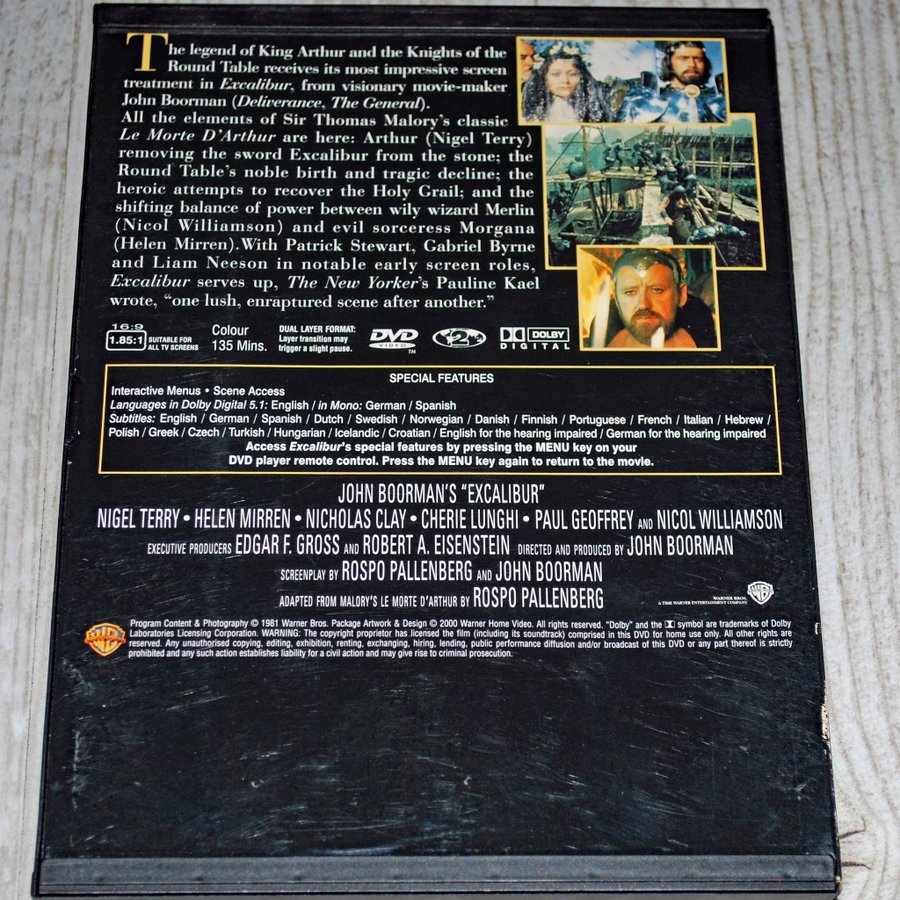 The legend of King Arthur and the Knights of the
Round Table receives its most impressive screen
treatment in Excalibur, from visionary movie-maker
John Boorman (Deliverance, The General).
All the elements of Sir Thomas Malory's classic
Le Morte D'Arthur are here: Arthur (Nigel Terry)
removing the sword Excalibur from the stone; the
Round Table's noble birth and tragic decline; the
heroic attempts to recover the Holy Grail; and the
shifting balance of power between wily wizard Merlin
(Nicol Williamson) and evil sorceress Morgana
(Helen Mirren).With Patrick Stewart, Gabriel Byrne
and Liam Neeson in notable early screen roles,
Excalibur serves up, The New Yorker's Pauline Kael
wrote, "one lush, enraptured scene after another."
16:9
1.85:1
SUITABLE FOR
ALL TV SCREENS
Colour
135 Mins.
DUAL LAYER FORMAT:
Layer transition may
trigger a slight pause.
DVD
VIDEO
TM
2
DOLBY
DIGITAL
SPECIAL FEATURES
Interactive Menus • Scene Access
Languages in Dolby Digital 5.1: English / in Mono: German / Spanish
Subtitles: English / German / Spanish / Dutch / Swedish / Norwegian / Danish / Finnish / Portuguese / French / Italian / Hebrew /
Polish / Greek / Czech / Turkish / Hungarian / Icelandic / Croatian / English for the hearing impaired / German for the hearing impaired
Access Excalibur's special features by pressing the MENU key on your
DVD player remote control. Press the MENU key again to return to the movie.
JOHN BOORMAN'S "EXCALIBUR"
NIGEL TERRY • HELEN MIRREN • NICHOLAS CLAY • CHERIE LUNGHI • PAUL GEOFFREY AND NICOL WILLIAMSON
EXECUTIVE PRODUCERS EDGAR F. GROSS AND ROBERT A. EISENSTEIN DIRECTED AND PRODUCED BY JOHN BOORMAN
SCREENPLAY BY ROSPO PALLENBERG AND JOHN BOORMAN
ADAPTED FROM MALORY'S LE MORTE D'ARTHUR BY ROSPO PALLENBERG
WARNER BROS.
A TIME WARNER ENTERTAINMENT COMPANY
WB
Program Content & Photography © 1981 Warner Bros. Package Artwork & Design © 2000 Warner Home Video. All rights reserved. "Dolby" and the symbol are trademarks of Dolby
Laboratories Licensing Corporation. WARNING: The copyright proprietor has licensed the film (including its soundtrack) comprised in this DVD for home use only. All other rights are
reserved. Any unauthorised copying, editing, exhibition, renting, exchanging, hiring, lending, public performance diffusion and/or broadcast of this DVD or any part thereof is strictly
prohibited and any such action establishes liability for a civil action and may give rise to criminal prosecution.